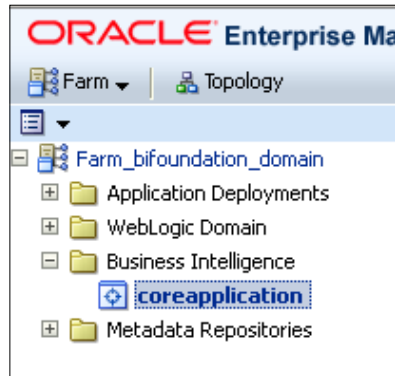 ORACLE Enterprise Ma
Farm Topology
Farm_bifoundation_domain
Application Deployments
WebLogic Domain
Business Intelligence
coreapplication
Metadata Repositories